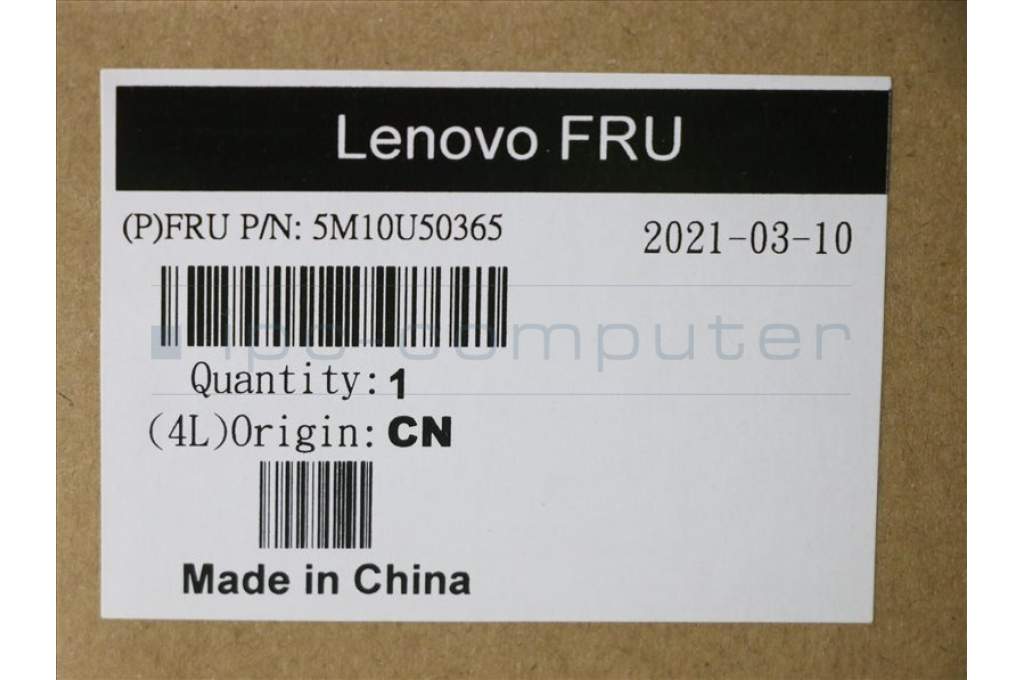 Lenovo FRU
(P)FRU P/N: 5M10U50365
2021-03-10
ipc-computer
Quantity: 1
(4L)Origin: CN
Made in China